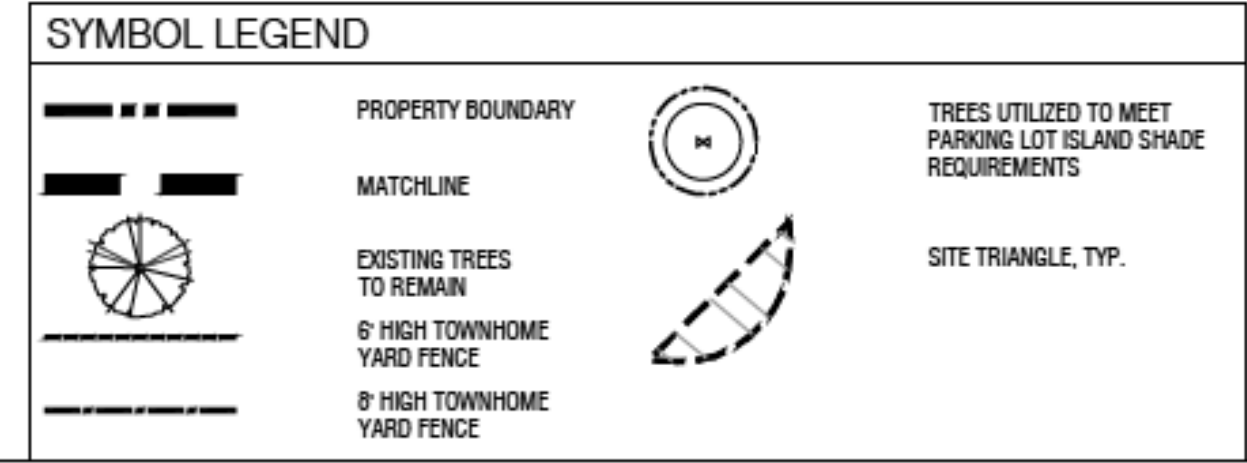 SYMBOL LEGEND
PROPERTY BOUNDARY
MATCHLINE
EXISTING TREES
TO REMAIN
6' HIGH TOWNHOME
YARD FENCE
8' HIGH TOWNHOME
YARD FENCE
TREES UTILIZED TO MEET
PARKING LOT ISLAND SHADE
REQUIREMENTS
SITE TRIANGLE, TYP.